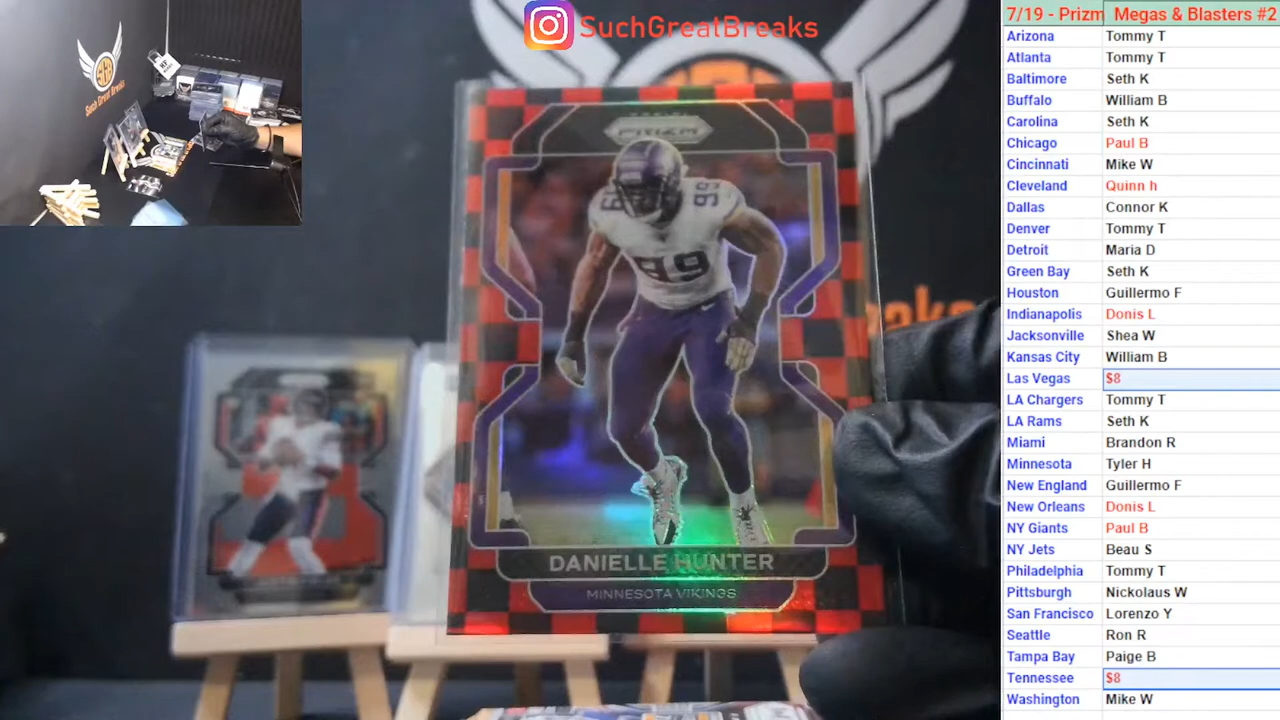 SuchGreatBreaks
Such Great Breaks
PRIZM
99
99
DANIELLE HUNTER
MINNESOTA VIKINGS
7/19 - Prizm Megas & Blasters #2
Arizona Tommy T
Atlanta Tommy T
Baltimore Seth K
Buffalo William B
Carolina Seth K
Chicago Paul B
Cincinnati Mike W
Cleveland Quinn h
Dallas Connor K
Denver Tommy T
Detroit Maria D
Green Bay Seth K
Houston Guillermo F
Indianapolis Donis L
Jacksonville Shea W
Kansas City William B
Las Vegas $8
LA Chargers Tommy T
LA Rams Seth K
Miami Brandon R
Minnesota Tyler H
New England Guillermo F
New Orleans Donis L
NY Giants Paul B
NY Jets Beau S
Philadelphia Tommy T
Pittsburgh Nickolaus W
San Francisco Lorenzo Y
Seattle Ron R
Tampa Bay Paige B
Tennessee $8
Washington Mike W